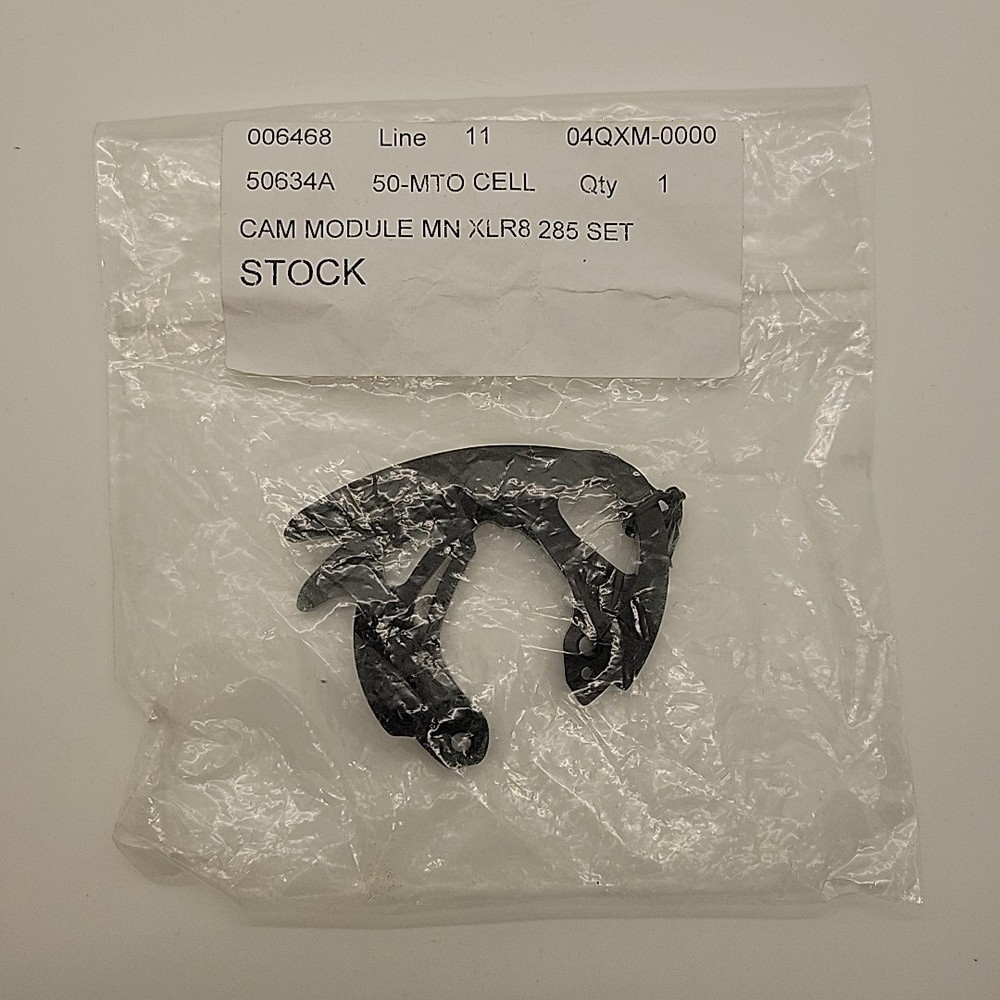 006468 Line 11 04QXM-0000
50634A 50-MTO CELL Qty 1
CAM MODULE MN XLR8 285 SET
STOCK